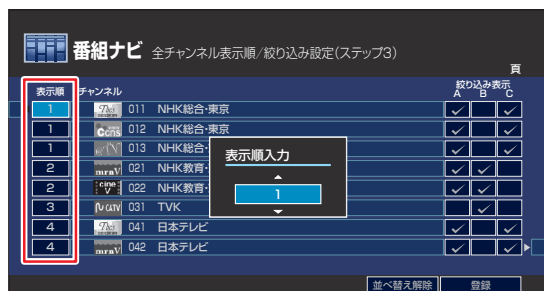 番組ナビ 全チャンネル表示順/絞り込み設定(ステップ3)
頁
表示順 チャンネル 絞り込み表示
A B C
1 011 NHK総合・東京
1 012 NHK総合・東京
1 013 NHK総合・
2 021 NHK教育・
2 cine V 022 NHK教育・
3 CATV 031 TVK
4 041 日本テレビ
4 042 日本テレビ
表示順入力
1
並べ替え解除 登録